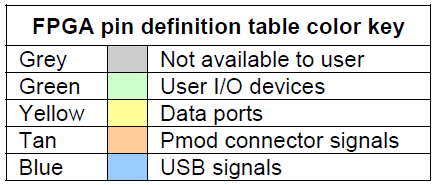 FPGA pin definition table color key
Grey Not available to user
Green User I/O devices
Yellow Data ports
Tan Pmod connector signals
Blue USB signals